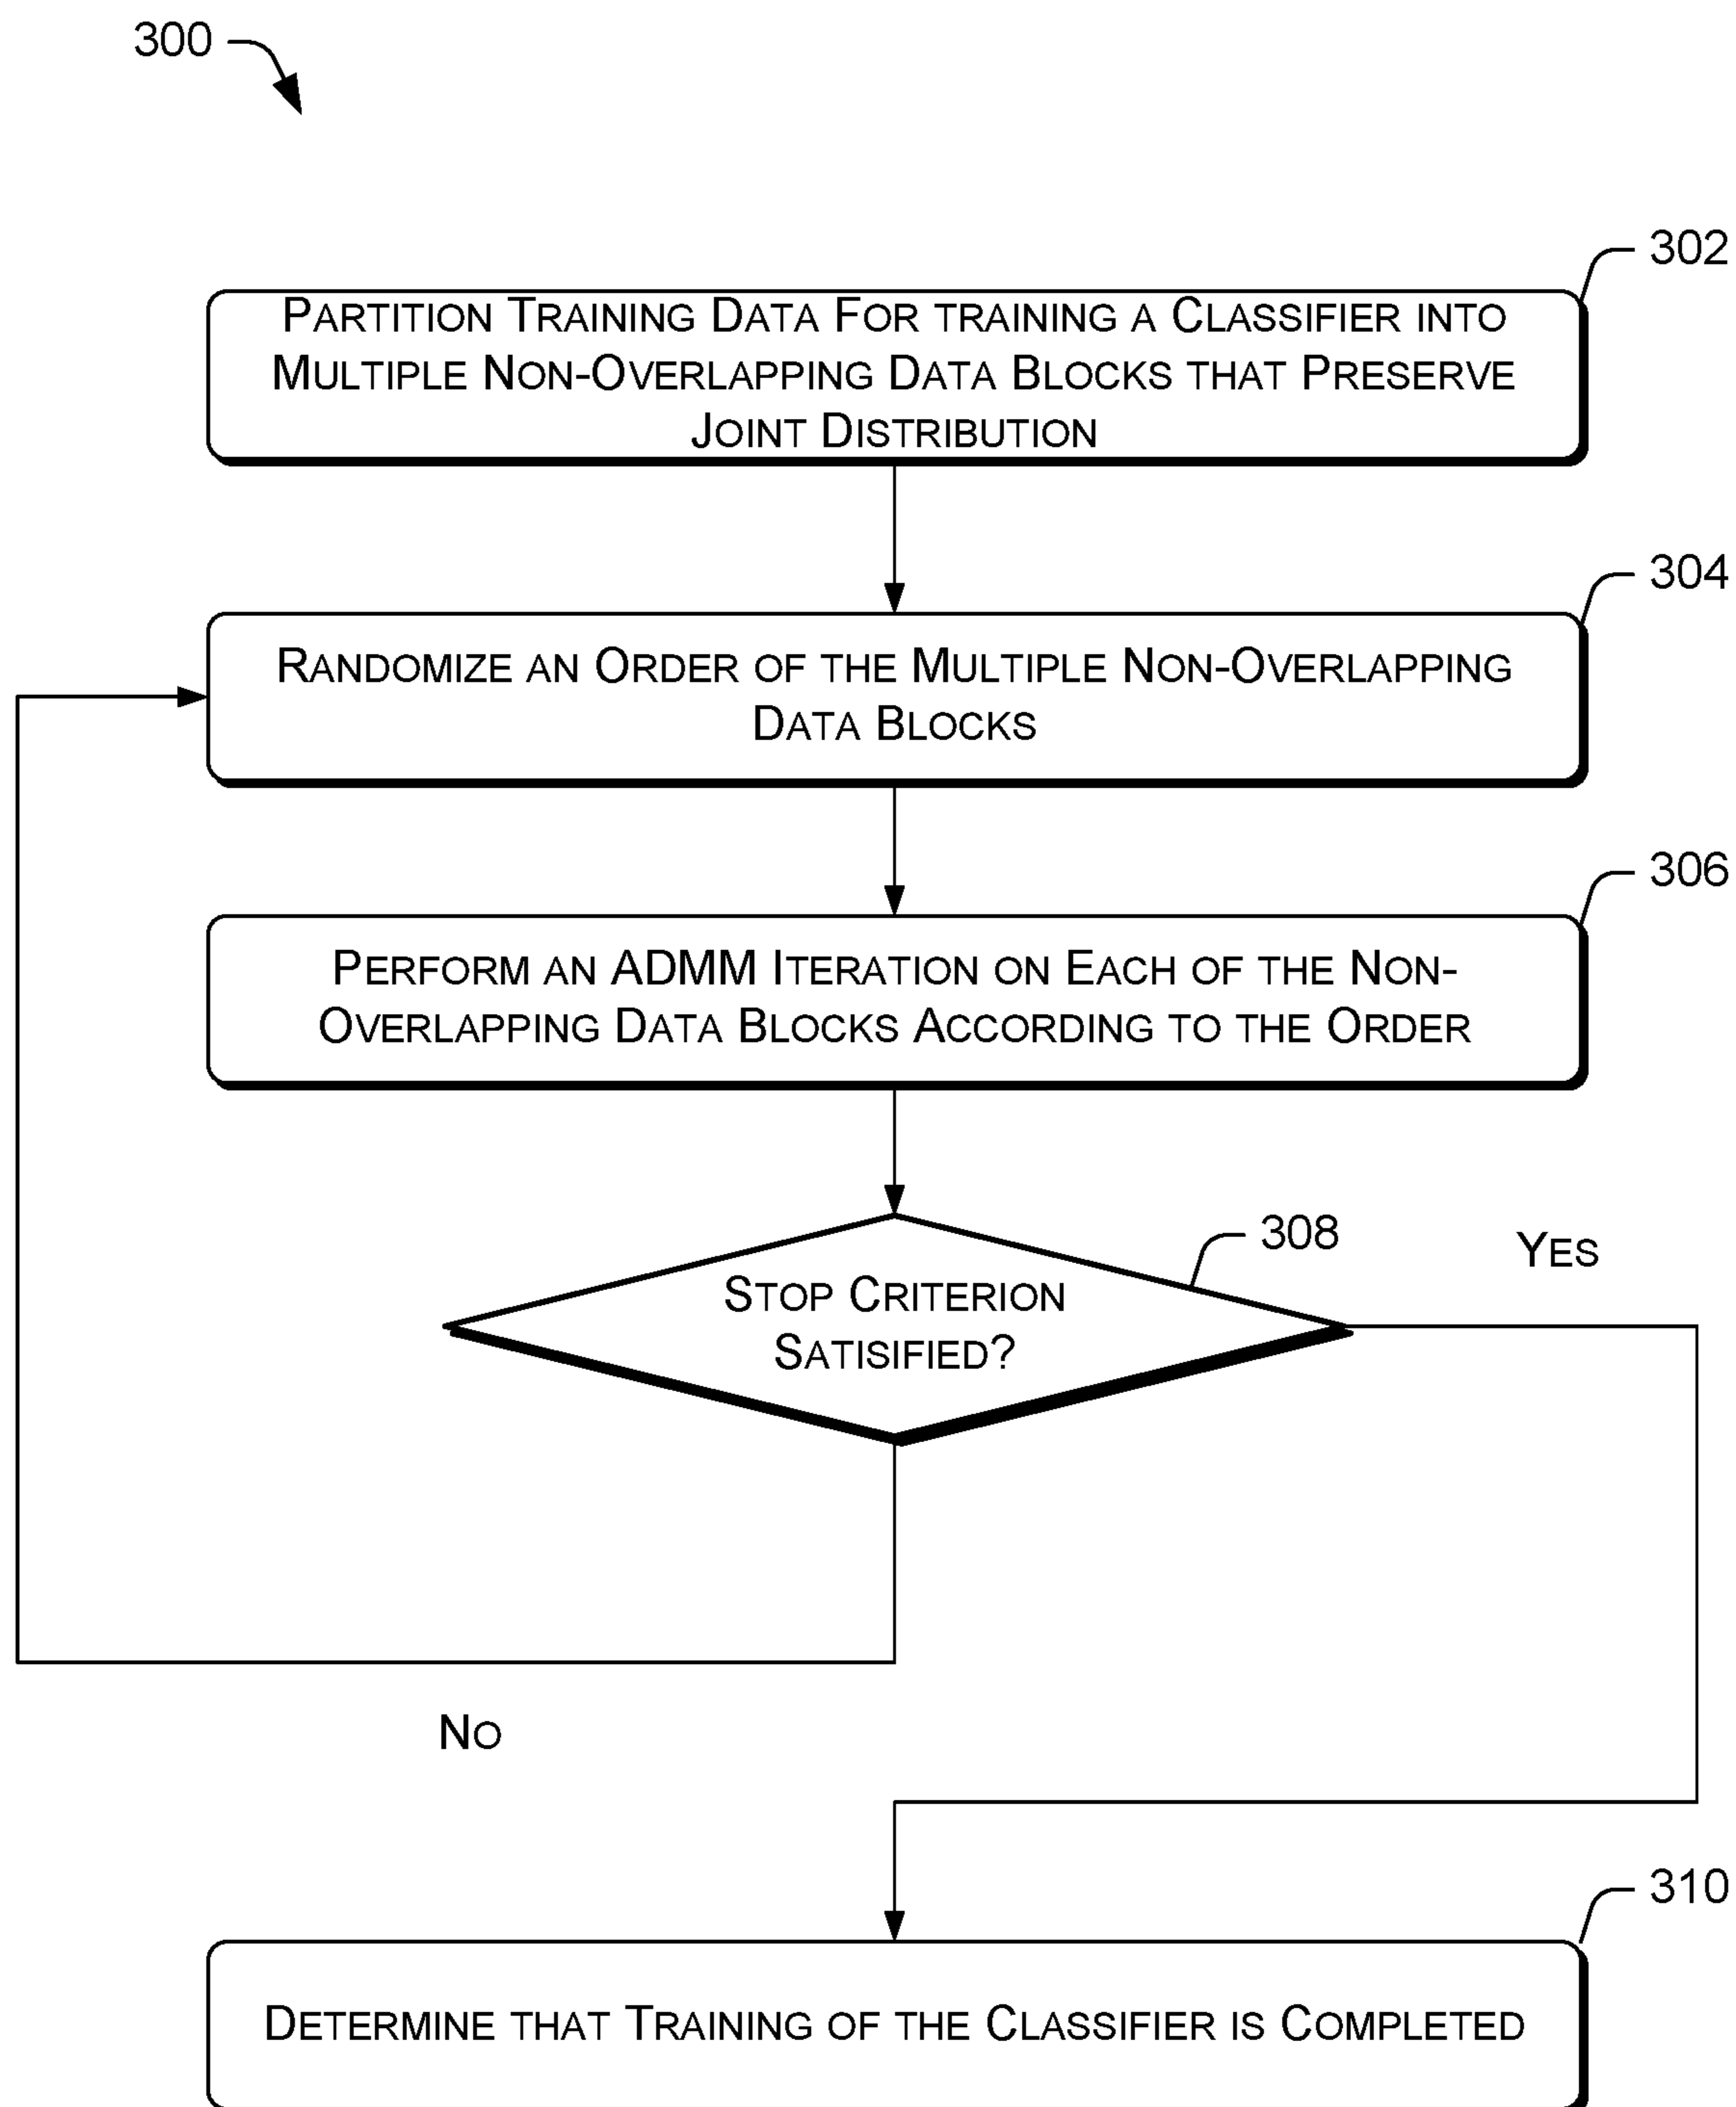 300
302
PARTITION TRAINING DATA FOR TRAINING A CLASSIFIER INTO
MULTIPLE NON-OVERLAPPING DATA BLOCKS THAT PRESERVE
JOINT DISTRIBUTION
304
RANDOMIZE AN ORDER OF THE MULTIPLE NON-OVERLAPPING
DATA BLOCKS
306
PERFORM AN ADMM ITERATION ON EACH OF THE NON-
OVERLAPPING DATA BLOCKS ACCORDING TO THE ORDER
308
YES
STOP CRITERION
SATISIFIED?
NO
310
DETERMINE THAT TRAINING OF THE CLASSIFIER IS COMPLETED